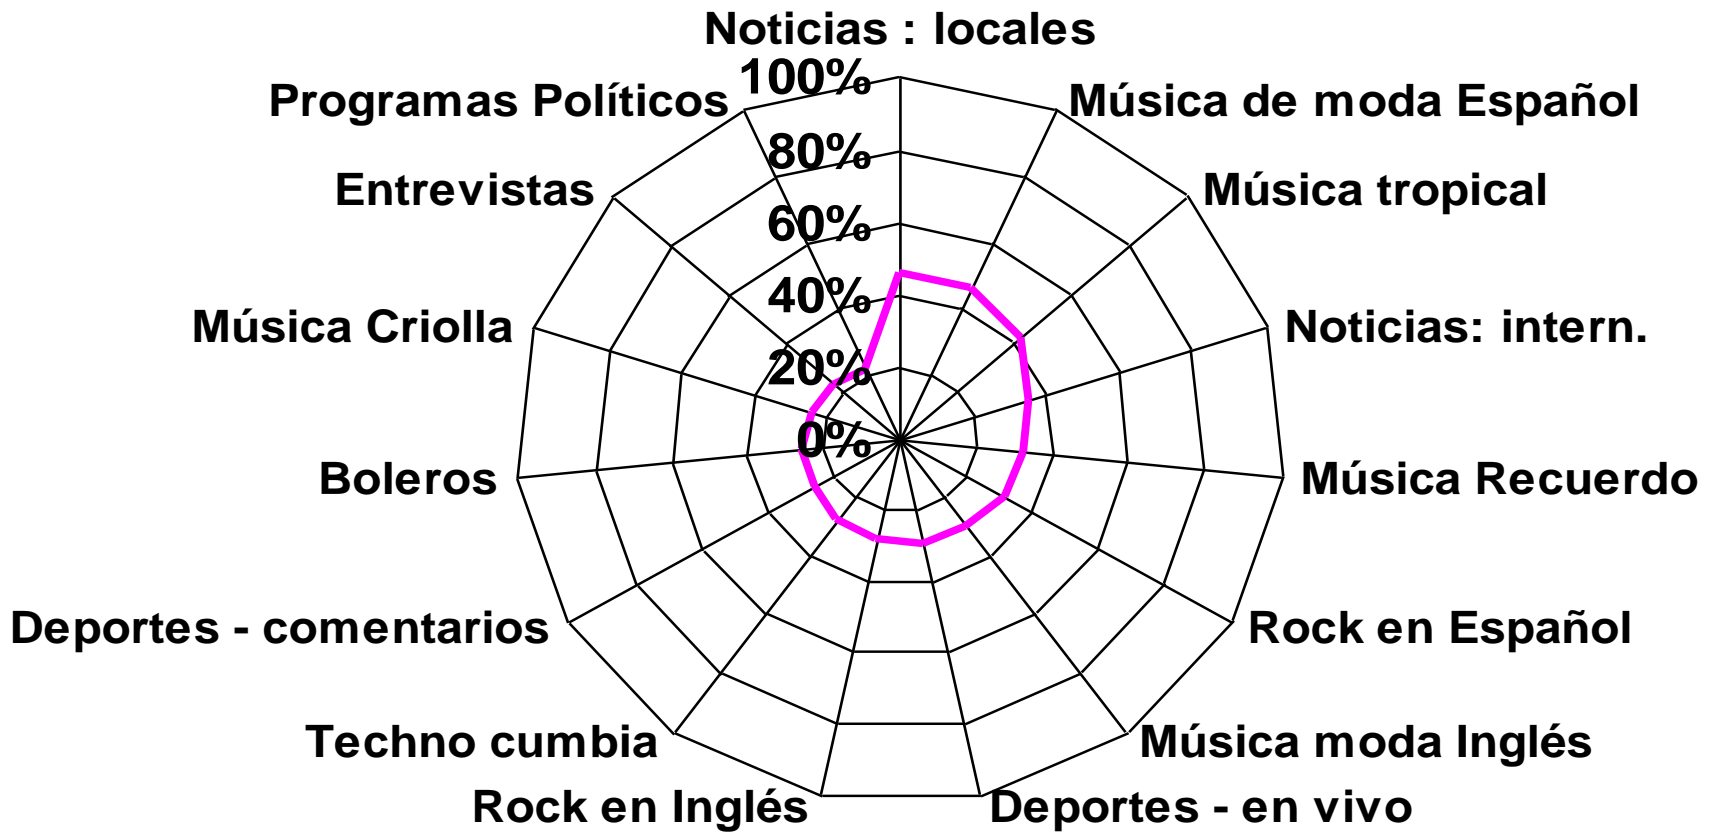 Noticias : locales
100%
Programas Políticos
Música de moda Español
80%
Entrevistas
Música tropical
60%
40%
Música Criolla
Noticias: intern.
20%
0%
Boleros
Música Recuerdo
Deportes - comentarios
Rock en Español
Techno cumbia
Música moda Inglés
Rock en Inglés
Deportes - en vivo